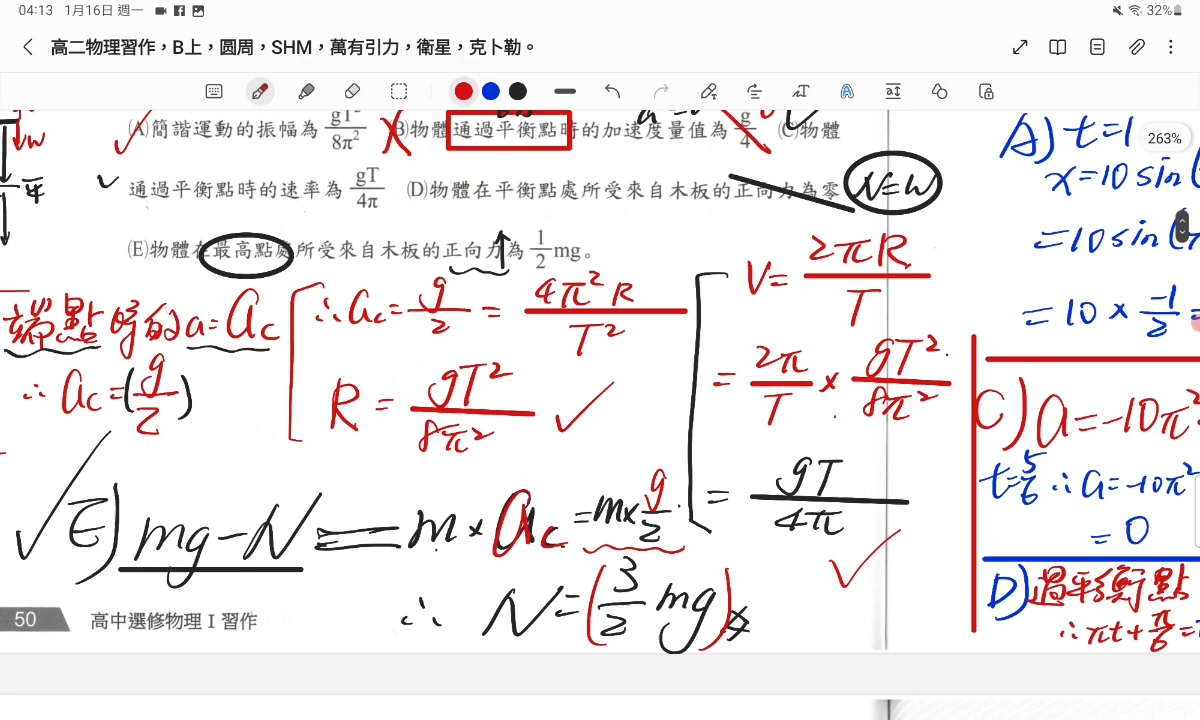 04:13 1月16日 週一 32%
高二物理習作，B上，圓周，SHM，萬有引力，衛星，克卜勒。
263%
(A)簡諧運動的振幅為 gT²/8π² (B)物體通過平衡點時的加速度量值為 g/4 (C)物體
通過平衡點時的速率為 gT/4π (D)物體在平衡點處所受來自木板的正向力為零 N=W
(E)物體在最高點處所受來自木板的正向力為 1/2 mg。
端點時的a=ac
∴ ac=(g/2)
∴ac= g/2 = 4π²R/T²
R = gT²/8π² ✓
V= 2πR/T
= 2π/T × gT²/8π²
= gT/4π
✓E) mg-N = m×ac =m×g/2
∴ N=(3/2 mg)
A) t=1
x=10 sin(
=10 sin(
= 10 × -1/2 =
C) a=-10π²
t=5/6 ∴a=-10π²
= 0
D)過平衡點
∴πt+π/6=
50 高中選修物理 I 習作